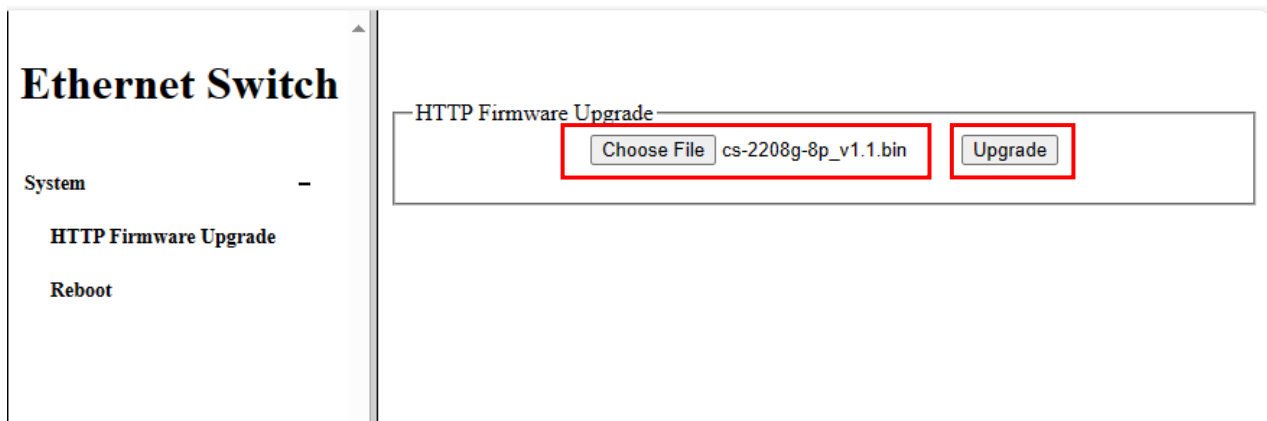 Ethernet Switch
System
HTTP Firmware Upgrade
Reboot
HTTP Firmware Upgrade
Choose File cs-2208g-8p_v1.1.bin Upgrade